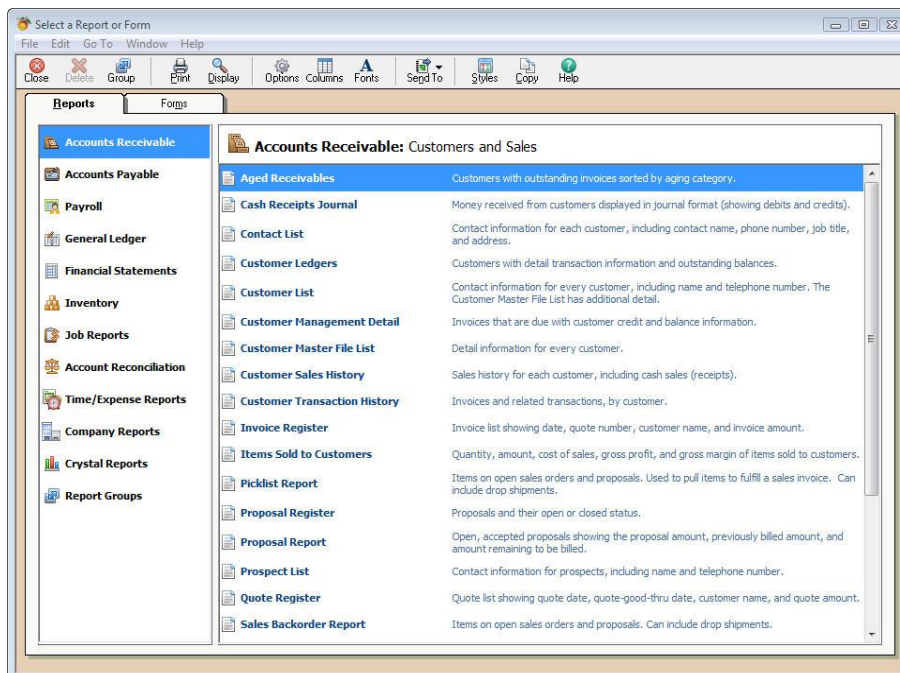 Select a Report or Form
File Edit Go To Window Help
Close Delete Group Print Display Options Columns Fonts Send To Styles Copy Help
Reports Forms
Accounts Receivable
Accounts Payable
Payroll
General Ledger
Financial Statements
Inventory
Job Reports
Account Reconciliation
Time/Expense Reports
Company Reports
Crystal Reports
Report Groups
Accounts Receivable: Customers and Sales
Aged Receivables Customers with outstanding invoices sorted by aging category.
Cash Receipts Journal Money received from customers displayed in journal format (showing debits and credits).
Contact List Contact information for each customer, including contact name, phone number, job title,
and address.
Customer Ledgers Customers with detail transaction information and outstanding balances.
Customer List Contact information for every customer, including name and telephone number. The
Customer Master File List has additional detail.
Customer Management Detail Invoices that are due with customer credit and balance information.
Customer Master File List Detail information for every customer.
Customer Sales History Sales history for each customer, including cash sales (receipts).
Customer Transaction History Invoices and related transactions, by customer.
Invoice Register Invoice list showing date, quote number, customer name, and invoice amount.
Items Sold to Customers Quantity, amount, cost of sales, gross profit, and gross margin of items sold to customers.
Picklist Report Items on open sales orders and proposals. Used to pull items to fulfill a sales invoice. Can
include drop shipments.
Proposal Register Proposals and their open or closed status.
Proposal Report Open, accepted proposals showing the proposal amount, previously billed amount, and
amount remaining to be billed.
Prospect List Contact information for prospects, including name and telephone number.
Quote Register Quote list showing quote date, quote-good-thru date, customer name, and quote amount.
Sales Backorder Report Items on open sales orders and proposals. Can include drop shipments.